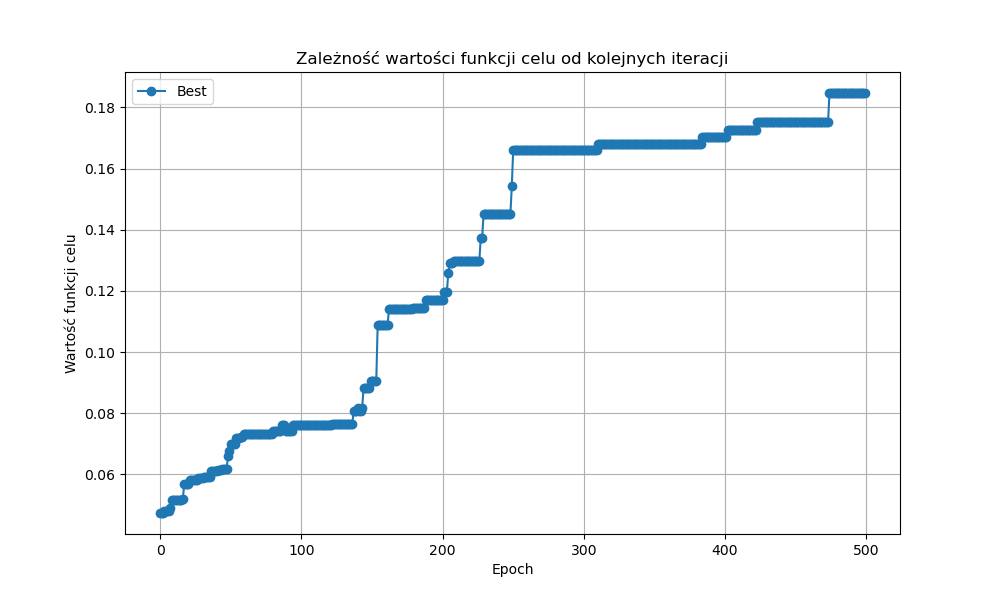 Zależność wartości funkcji celu od kolejnych iteracji
Best
0.18
0.16
0.14
0.12
0.10
0.08
0.06
Wartość funkcji celu
0 100 200 300 400 500
Epoch